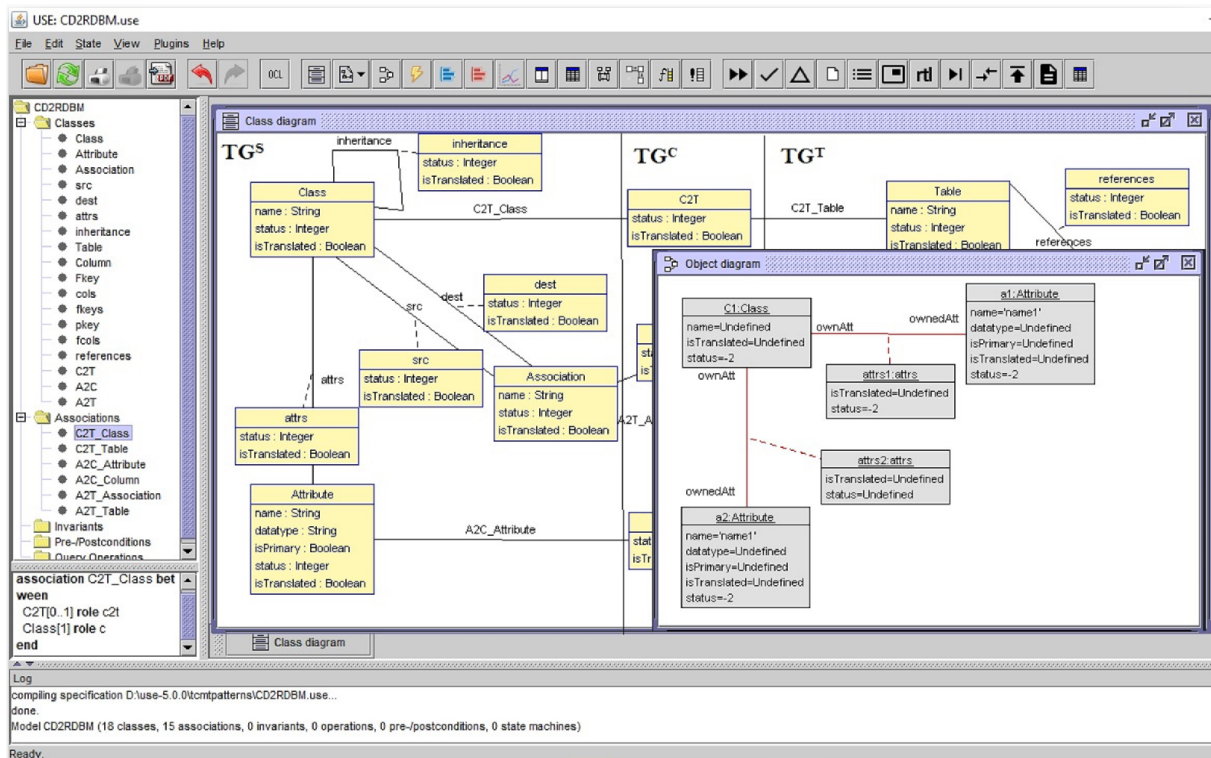 USE: CD2RDBM.use
File Edit State View Plugins Help
OCL
rtl
CD2RDBM
Classes
Class
Attribute
Association
src
dest
attrs
inheritance
Table
Column
Fkey
cols
fkeys
pkey
fcols
references
C2T
A2C
A2T
Associations
C2T_Class
C2T_Table
A2C_Attribute
A2C_Column
A2T_Association
A2T_Table
Invariants
Pre-/Postconditions
Query Operations
association C2T_Class bet
ween
C2T[0..1] role c2t
Class[1] role c
end
Class diagram
TGS
TGC
TGT
inheritance
inheritance
status : Integer
isTranslated : Boolean
Class
name : String
status : Integer
isTranslated : Boolean
C2T_Class
C2T
status : Integer
isTranslated : Boolean
C2T_Table
Table
name : String
status : Integer
isTranslated : Boolean
references
status : Integer
isTranslated : Boolean
references
dest
status : Integer
isTranslated : Boolean
dest
src
src
status : Integer
isTranslated : Boolean
Association
name : String
status : Integer
isTranslated : Boolean
attrs
attrs
status : Integer
isTranslated : Boolean
Attribute
name : String
datatype : String
isPrimary : Boolean
status : Integer
isTranslated : Boolean
A2C_Attribute
A2T_A
stat
isTr
Object diagram
C1:Class
name=Undefined
isTranslated=Undefined
status=-2
ownAtt
ownedAtt
a1:Attribute
name='name1'
datatype=Undefined
isPrimary=Undefined
isTranslated=Undefined
status=-2
attrs1:attrs
isTranslated=Undefined
status=-2
ownAtt
attrs2:attrs
isTranslated=Undefined
status=Undefined
ownedAtt
a2:Attribute
name='name1'
datatype=Undefined
isPrimary=Undefined
isTranslated=Undefined
status=-2
Class diagram
Log
compiling specification D:\use-5.0.0\tcmtpatterns\CD2RDBM.use...
done.
Model CD2RDBM (18 classes, 15 associations, 0 invariants, 0 operations, 0 pre-/postconditions, 0 state machines)
Ready.